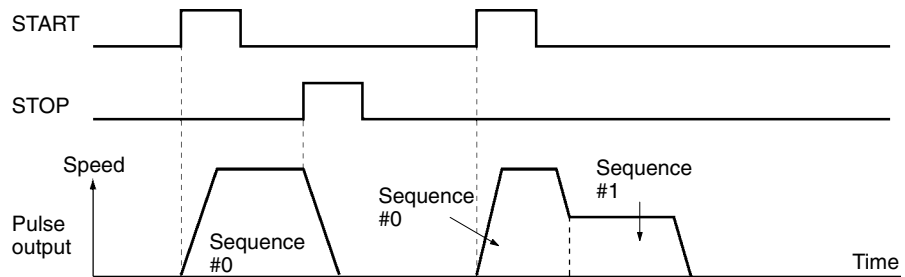 START
STOP
Speed
Pulse
output
Sequence
#0
Sequence
#0
Sequence
#1
Time